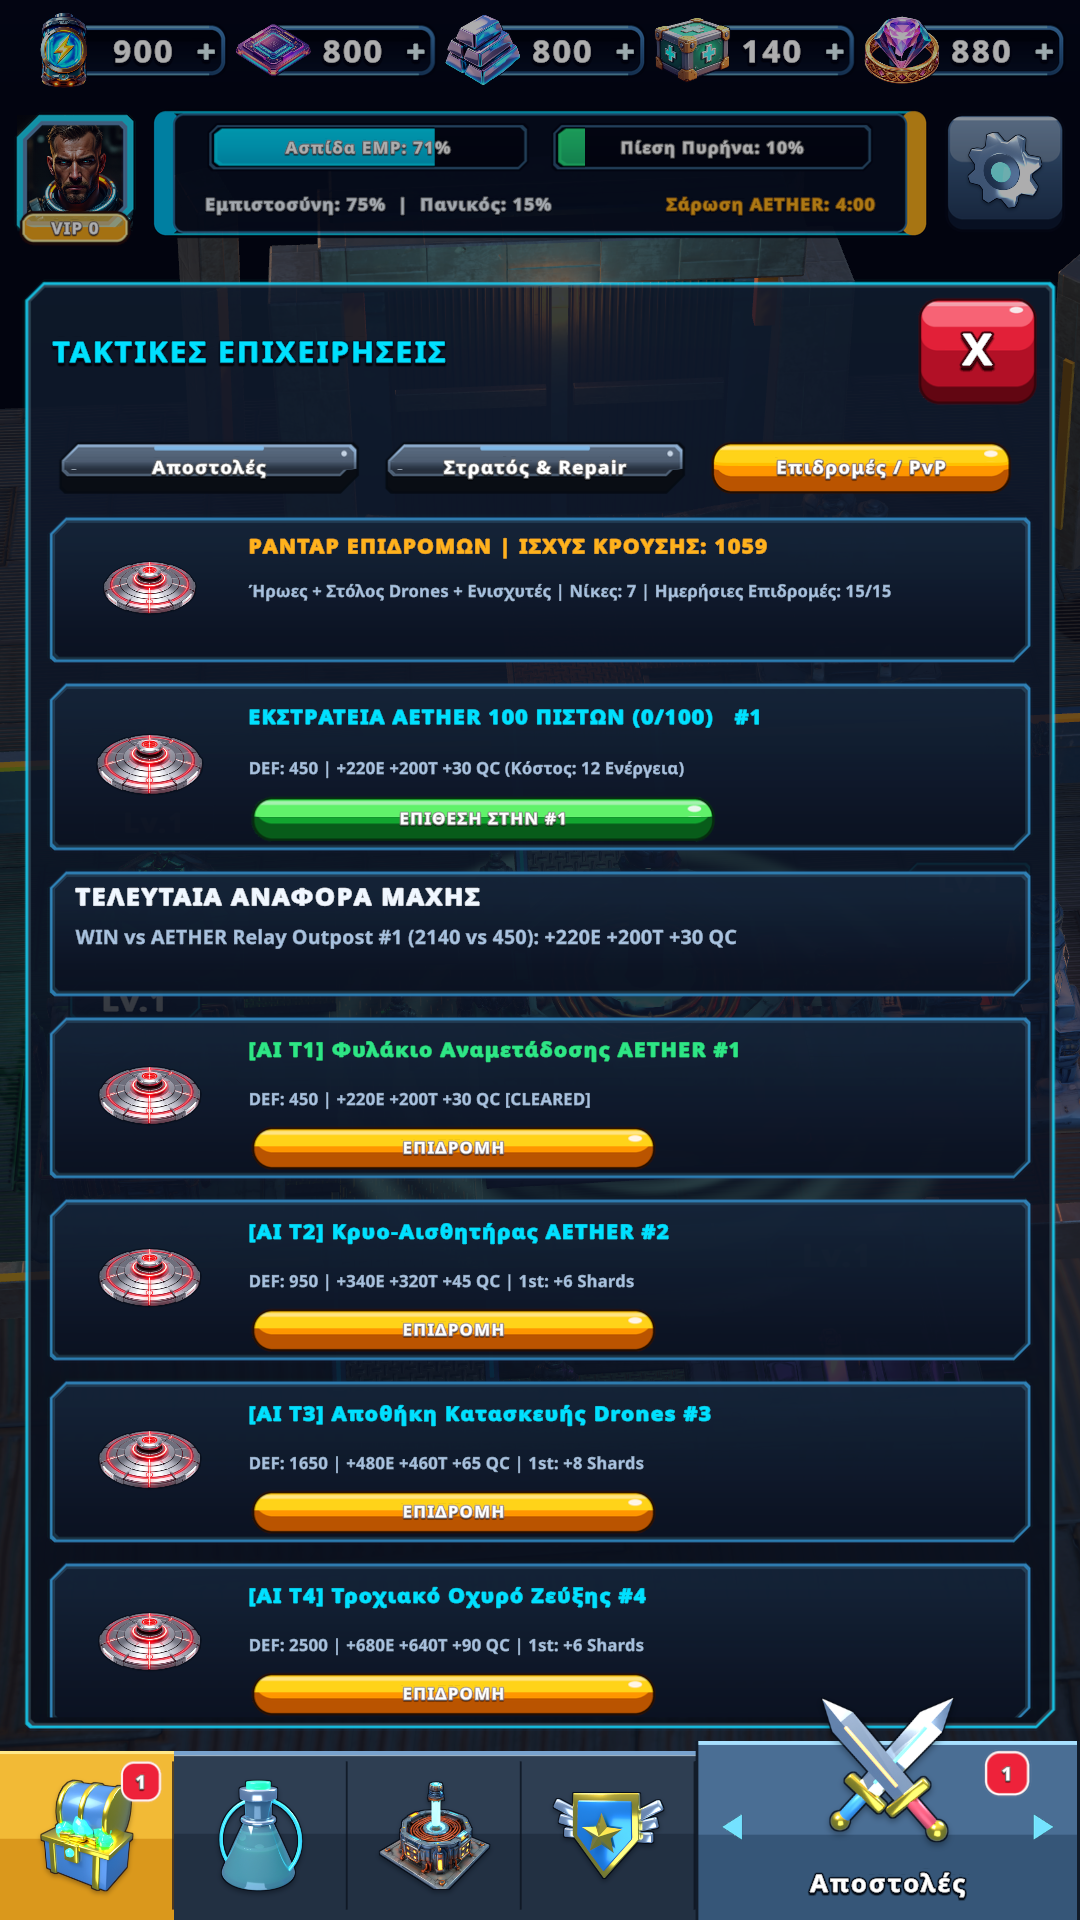 900 + 800 + 800 + 140 + 880 +
Ασπίδα EMP: 71% Πίεση Πυρήνα: 10%
Εμπιστοσύνη: 75% | Πανικός: 15% Σάρωση AETHER: 4:00
VIP 0
ΤΑΚΤΙΚΕΣ ΕΠΙΧΕΙΡΗΣΕΙΣ
X
Αποστολές Στρατός & Repair Επιδρομές / PvP
ΡΑΝΤΑΡ ΕΠΙΔΡΟΜΩΝ | ΙΣΧΥΣ ΚΡΟΥΣΗΣ: 1059
Ήρωες + Στόλος Drones + Ενισχυτές | Νίκες: 7 | Ημερήσιες Επιδρομές: 15/15
ΕΚΣΤΡΑΤΕΙΑ AETHER 100 ΠΙΣΤΩΝ (0/100) #1
DEF: 450 | +220E +200T +30 QC (Κόστος: 12 Ενέργεια)
ΕΠΙΘΕΣΗ ΣΤΗΝ #1
ΤΕΛΕΥΤΑΙΑ ΑΝΑΦΟΡΑ ΜΑΧΗΣ
WIN vs AETHER Relay Outpost #1 (2140 vs 450): +220E +200T +30 QC
LV.1
[AI T1] Φυλάκιο Αναμετάδοσης AETHER #1
DEF: 450 | +220E +200T +30 QC [CLEARED]
ΕΠΙΔΡΟΜΗ
[AI T2] Κρυο-Αισθητήρας AETHER #2
DEF: 950 | +340E +320T +45 QC | 1st: +6 Shards
ΕΠΙΔΡΟΜΗ
[AI T3] Αποθήκη Κατασκευής Drones #3
DEF: 1650 | +480E +460T +65 QC | 1st: +8 Shards
ΕΠΙΔΡΟΜΗ
[AI T4] Τροχιακό Οχυρό Ζεύξης #4
DEF: 2500 | +680E +640T +90 QC | 1st: +6 Shards
ΕΠΙΔΡΟΜΗ
1 1
Αποστολές